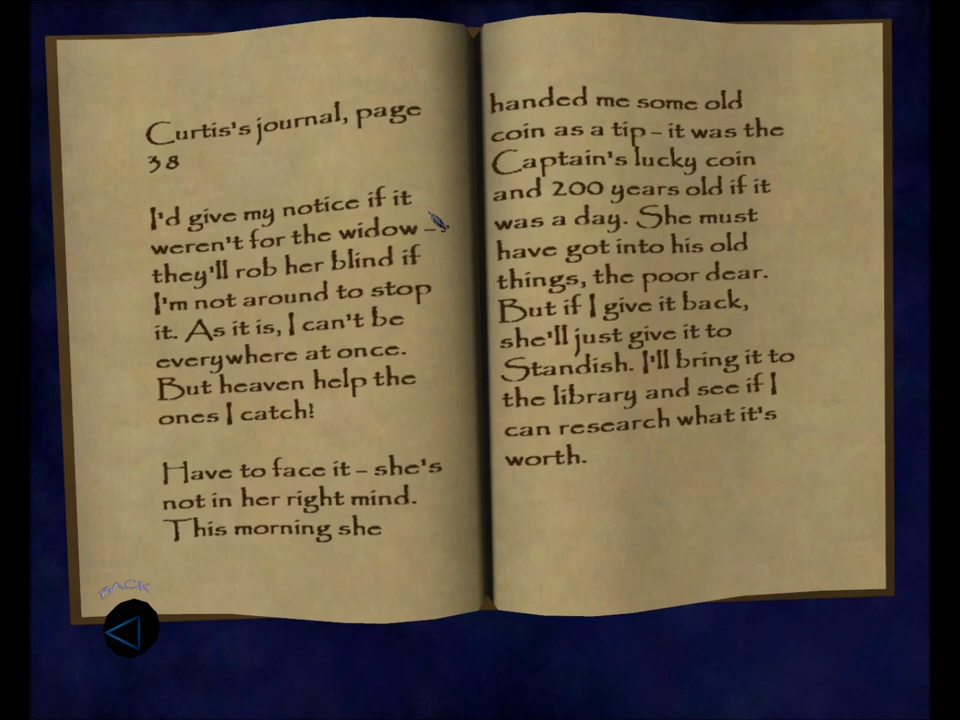 Curtis's journal, page
38
I'd give my notice if it
weren't for the widow -
they'll rob her blind if
I'm not around to stop
it. As it is, I can't be
everywhere at once.
But heaven help the
ones I catch!
Have to face it - she's
not in her right mind.
This morning she
handed me some old
coin as a tip - it was the
Captain's lucky coin
and 200 years old if it
was a day. She must
have got into his old
things, the poor dear.
But if I give it back,
she'll just give it to
Standish. I'll bring it to
the library and see if I
can research what it's
worth.
BACK